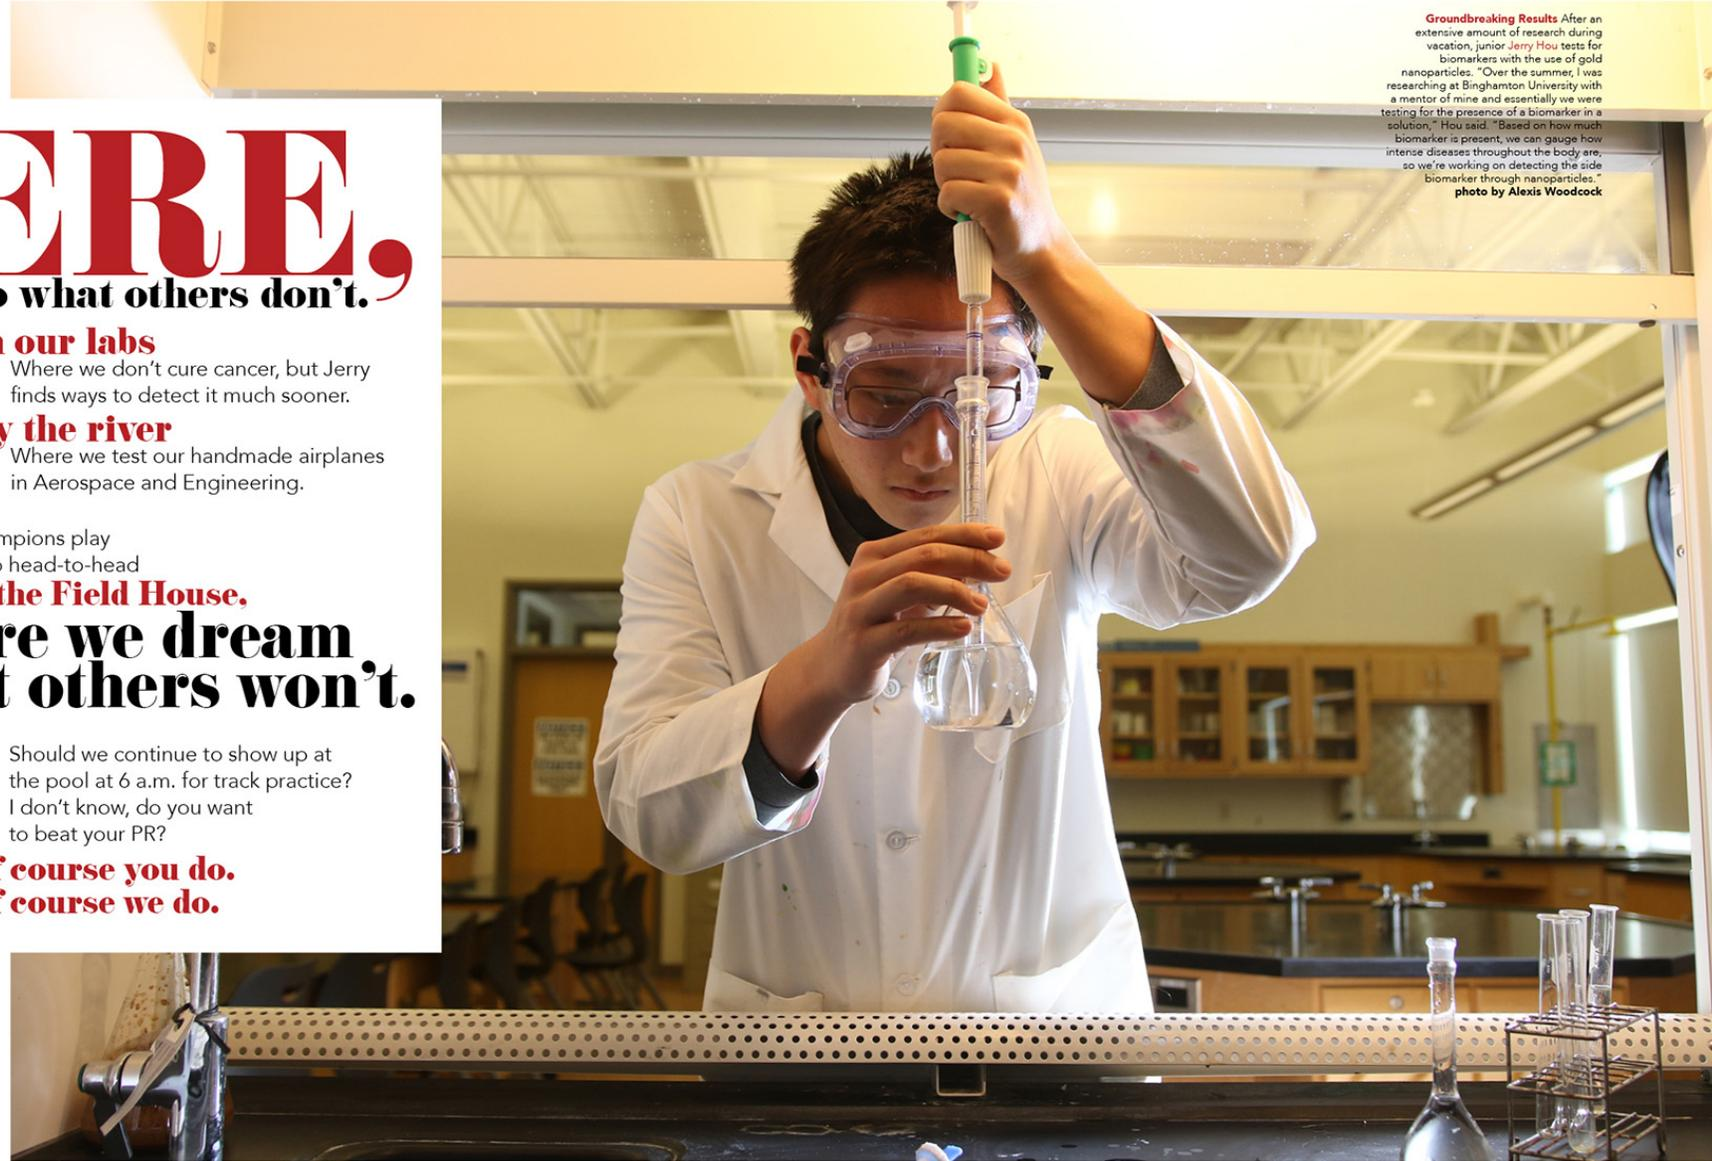 ERE,
what others don't.
our labs
Where we don't cure cancer, but Jerry
finds ways to detect it much sooner.
the river
Where we test our handmade airplanes
in Aerospace and Engineering.
mpions play
head-to-head
the Field House,
re we dream
t others won't.
Should we continue to show up at
the pool at 6 a.m. for track practice?
I don't know, do you want
to beat your PR?
f course you do.
f course we do.
Groundbreaking Results After an
extensive amount of research during
vacation, junior Jerry Hou tests for
biomarkers with the use of gold
nanoparticles. "Over the summer, I was
researching at Binghamton University with
a mentor of mine and essentially we were
testing for the presence of a biomarker in a
solution," Hou said. "Based on how much
biomarker is present, we can gauge how
intense diseases throughout the body are,
so we're working on detecting the side
biomarker through nanoparticles."
photo by Alexis Woodcock